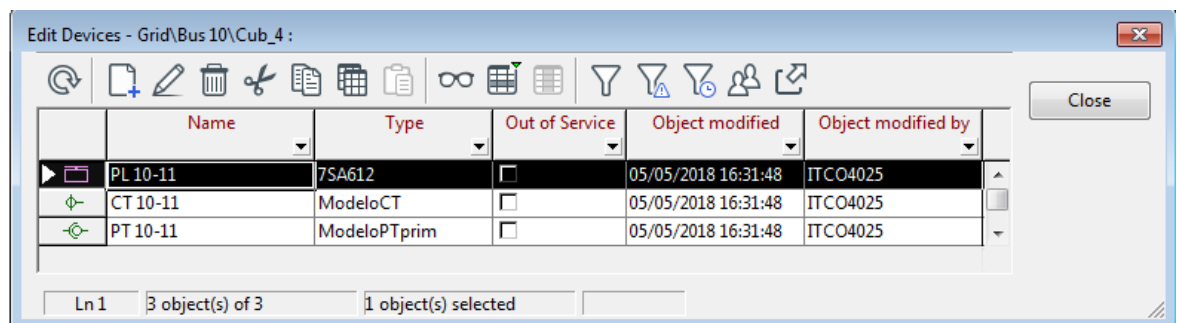 Edit Devices - Grid\Bus 10\Cub_4 :
Close
Name Type Out of Service Object modified Object modified by
PL 10-11 7SA612 05/05/2018 16:31:48 ITCO4025
CT 10-11 ModeloCT 05/05/2018 16:31:48 ITCO4025
PT 10-11 ModeloPTprim 05/05/2018 16:31:48 ITCO4025
Ln 1 3 object(s) of 3 1 object(s) selected